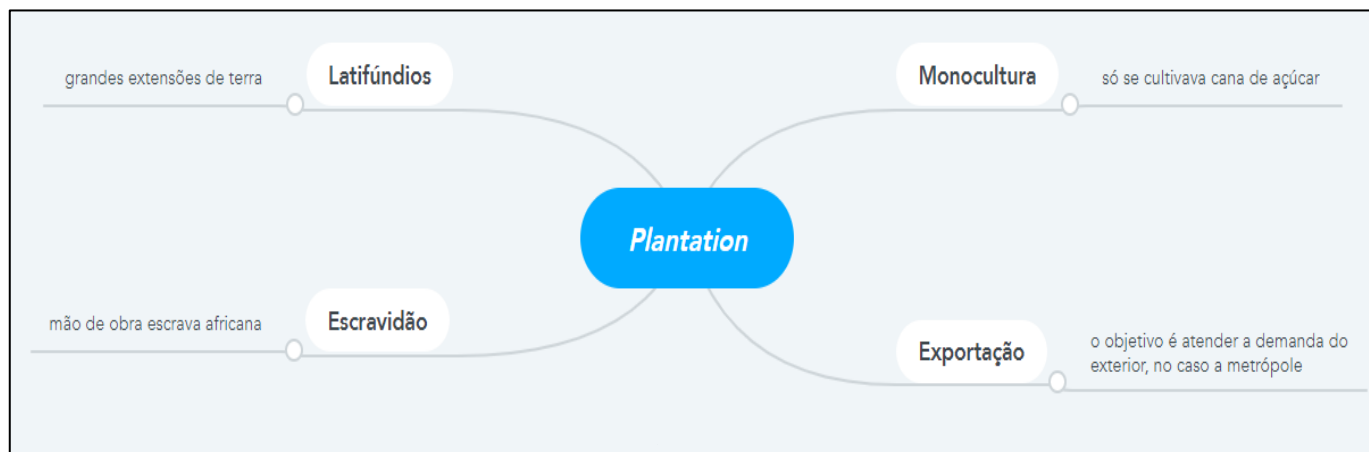 Latifúndios
grandes extensões de terra
Monocultura
só se cultivava cana de açúcar
Plantation
Escravidão
mão de obra escrava africana
Exportação
o objetivo é atender a demanda do
exterior, no caso a metrópole